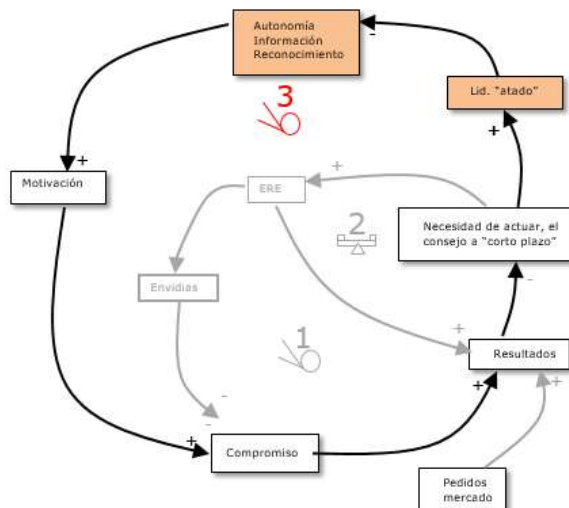 Autonomía
Información
Reconocimiento
-
3
Lid. "atado"
+
+
Motivación
ERE
+
2
Necesidad de actuar, el
consejo a "corto plazo"
-
Envidias
1
+
Resultados
+
+
-
-
+
Compromiso
Pedidos
mercado